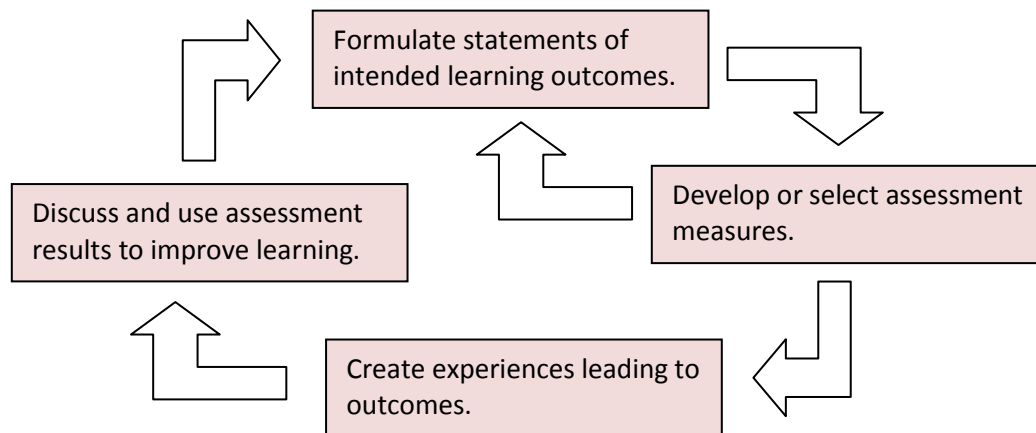 Formulate statements of
intended learning outcomes.
Develop or select assessment
measures.
Discuss and use assessment
results to improve learning.
Create experiences leading to
outcomes.